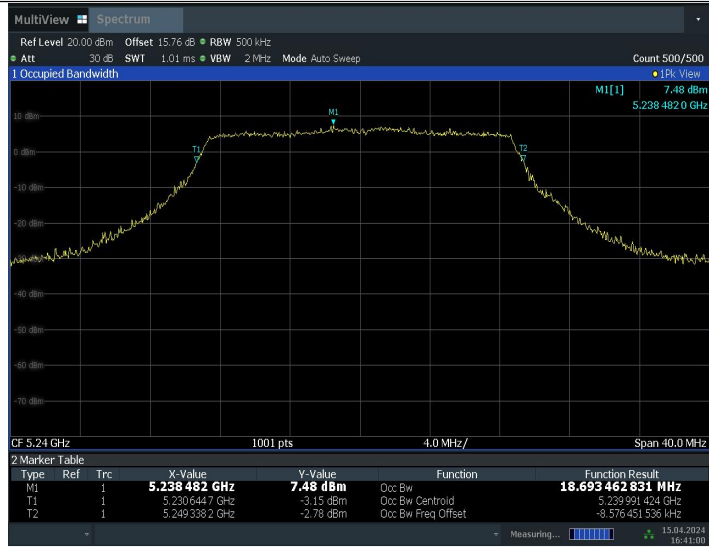 MultiView Spectrum
Ref Level 20.00 dBm Offset 15.76 dB RBW 500 kHz
Att 30 dB SWT 1.01 ms VBW 2 MHz Mode Auto Sweep Count 500/500
1 Occupied Bandwidth 1Pk View
M1[1] 7.48 dBm
5.238 482 0 GHz
10 dBm
M1
0 dBm
T1
T2
-10 dBm
-20 dBm
-40 dBm
-50 dBm
-60 dBm
-70 dBm
CF 5.24 GHz 1001 pts 4.0 MHz/ Span 40.0 MHz
2 Marker Table
Type Ref Trc X-Value Y-Value Function Function Result
M1 1 5.238 482 GHz 7.48 dBm Occ Bw 18.693 462 831 MHz
T1 1 5.230 644 7 GHz -3.15 dBm Occ Bw Centroid 5.239 991 424 GHz
T2 1 5.249 338 2 GHz -2.78 dBm Occ Bw Freq Offset -8.576 451 536 kHz
Measuring... 15.04.2024
16:41:00